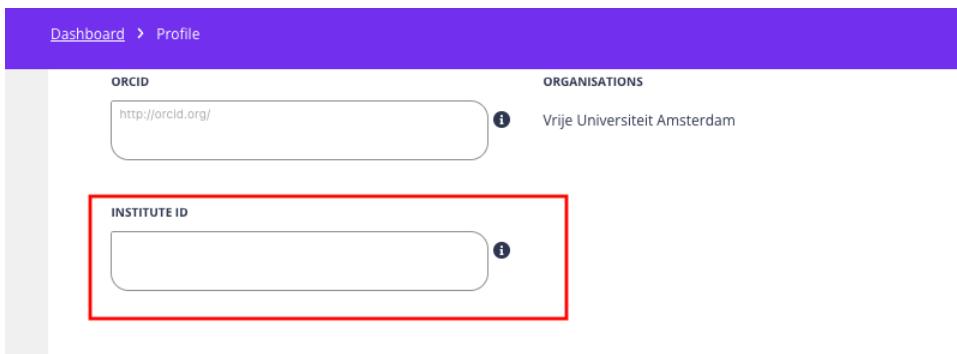 Dashboard > Profile
ORCID
http://orcid.org/
ORGANISATIONS
Vrije Universiteit Amsterdam
INSTITUTE ID